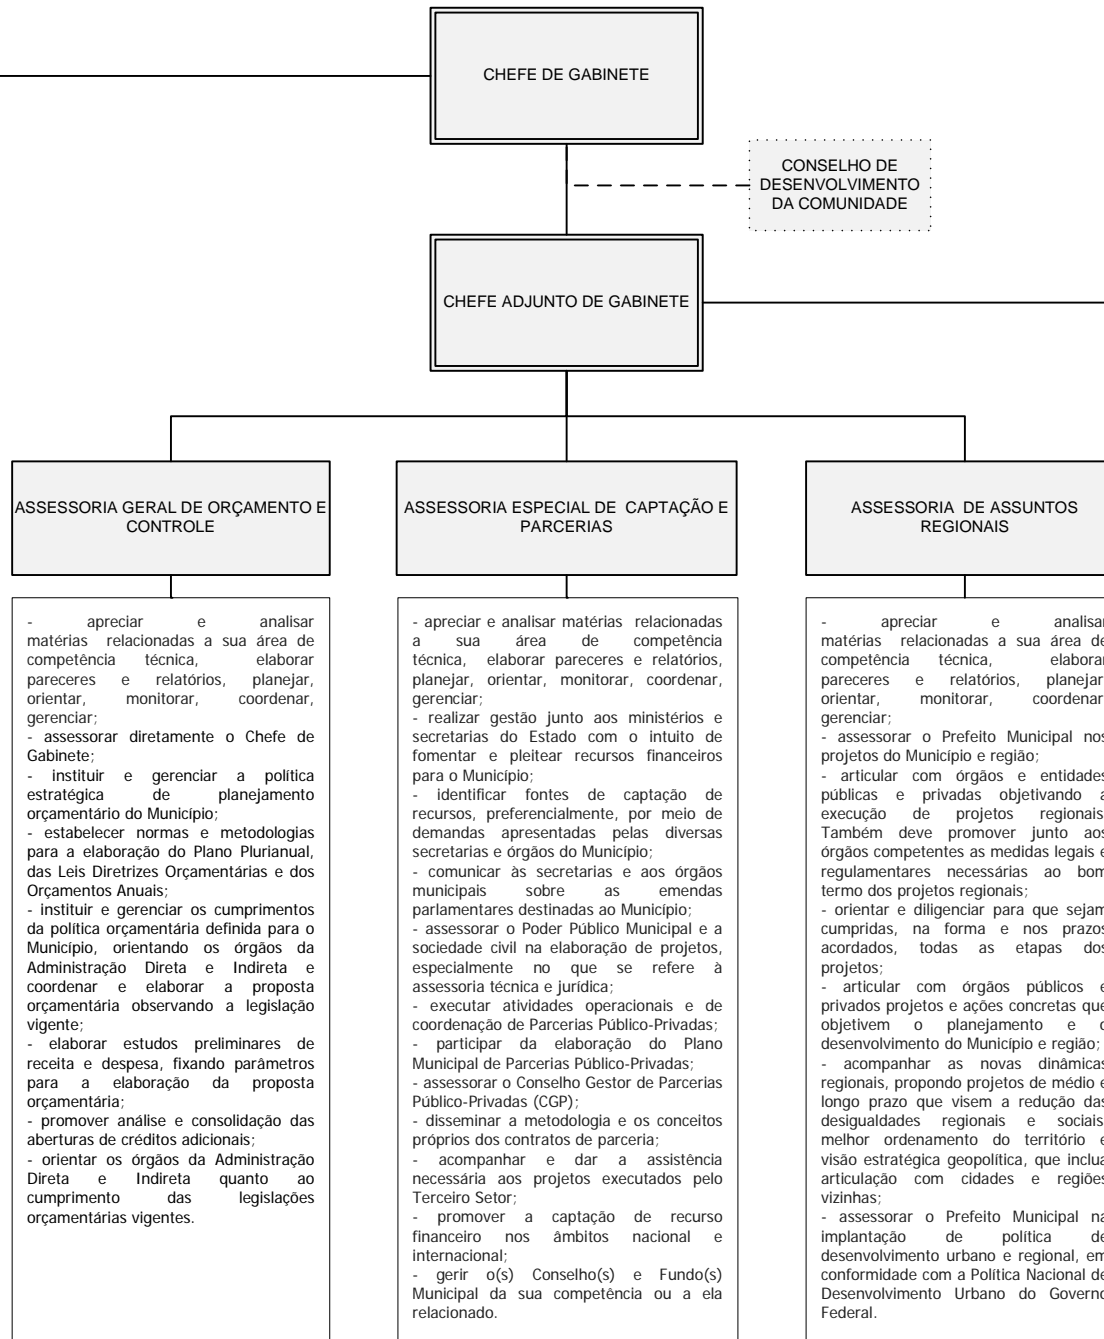 CHEFE DE GABINETE
CONSELHO DE
DESENVOLVIMENTO
DA COMUNIDADE
CHEFE ADJUNTO DE GABINETE
ASSESSORIA GERAL DE ORÇAMENTO E
CONTROLE
- apreciar e analisar
matérias relacionadas a sua área de
competência técnica, elaborar
pareceres e relatórios, planejar,
orientar, monitorar, coordenar,
gerenciar;
- assessorar diretamente o Chefe de
Gabinete;
- instituir e gerenciar a política
estratégica de planejamento
orçamentário do Município;
- estabelecer normas e metodologias
para a elaboração do Plano Plurianual,
das Leis Diretrizes Orçamentárias e dos
Orçamentos Anuais;
- instituir e gerenciar os cumprimentos
da política orçamentária definida para o
Município, orientando os órgãos da
Administração Direta e Indireta e
coordenar e elaborar a proposta
orçamentária observando a legislação
vigente;
- elaborar estudos preliminares de
receita e despesa, fixando parâmetros
para a elaboração da proposta
orçamentária;
- promover análise e consolidação das
aberturas de créditos adicionais;
- orientar os órgãos da Administração
Direta e Indireta quanto ao
cumprimento das legislações
orçamentárias vigentes.
ASSESSORIA ESPECIAL DE CAPTAÇÃO E
PARCERIAS
- apreciar e analisar matérias relacionadas
a sua área de competência
técnica, elaborar pareceres e relatórios,
planejar, orientar, monitorar, coordenar,
gerenciar;
- realizar gestão junto aos ministérios e
secretarias do Estado com o intuito de
fomentar e pleitear recursos financeiros
para o Município;
- identificar fontes de captação de
recursos, preferencialmente, por meio de
demandas apresentadas pelas diversas
secretarias e órgãos do Município;
- comunicar às secretarias e aos órgãos
municipais sobre as emendas
parlamentares destinadas ao Município;
- assessorar o Poder Público Municipal e a
sociedade civil na elaboração de projetos,
especialmente no que se refere à
assessoria técnica e jurídica;
- executar atividades operacionais e de
coordenação de Parcerias Público-Privadas;
- participar da elaboração do Plano
Municipal de Parcerias Público-Privadas;
- assessorar o Conselho Gestor de Parcerias
Público-Privadas (CGP);
- disseminar a metodologia e os conceitos
próprios dos contratos de parceria;
- acompanhar e dar a assistência
necessária aos projetos executados pelo
Terceiro Setor;
- promover a captação de recurso
financeiro nos âmbitos nacional e
internacional;
- gerir o(s) Conselho(s) e Fundo(s)
Municipal da sua competência ou a ela
relacionado.
ASSESSORIA DE ASSUNTOS
REGIONAIS
- apreciar e analisar
matérias relacionadas a sua área de
competência técnica, elaborar
pareceres e relatórios, planejar
orientar, monitorar, coordenar
gerenciar;
- assessorar o Prefeito Municipal nos
projetos do Município e região;
- articular com órgãos e entidades
públicas e privadas objetivando a
execução de projetos regionais
Também deve promover junto aos
órgãos competentes as medidas legais e
regulamentares necessárias ao bom
termo dos projetos regionais;
- orientar e diligenciar para que sejam
cumpridas, na forma e nos prazos
acordados, todas as etapas dos
projetos;
- articular com órgãos públicos e
privados projetos e ações concretas que
objetivem o planejamento e o
desenvolvimento do Município e região;
- acompanhar as novas dinâmicas
regionais, propondo projetos de médio e
longo prazo que visem a redução das
desigualdades regionais e sociais
melhor ordenamento do território e
visão estratégica geopolítica, que inclua
articulação com cidades e regiões
vizinhas;
- assessorar o Prefeito Municipal na
implantação de política de
desenvolvimento urbano e regional, em
conformidade com a Política Nacional de
Desenvolvimento Urbano do Governo
Federal.